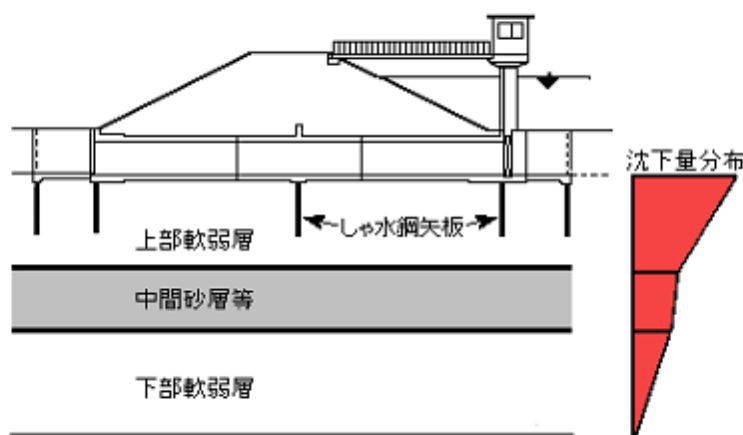 沈下量分布
しゃ水鋼矢板
上部軟弱層
中間砂層等
下部軟弱層